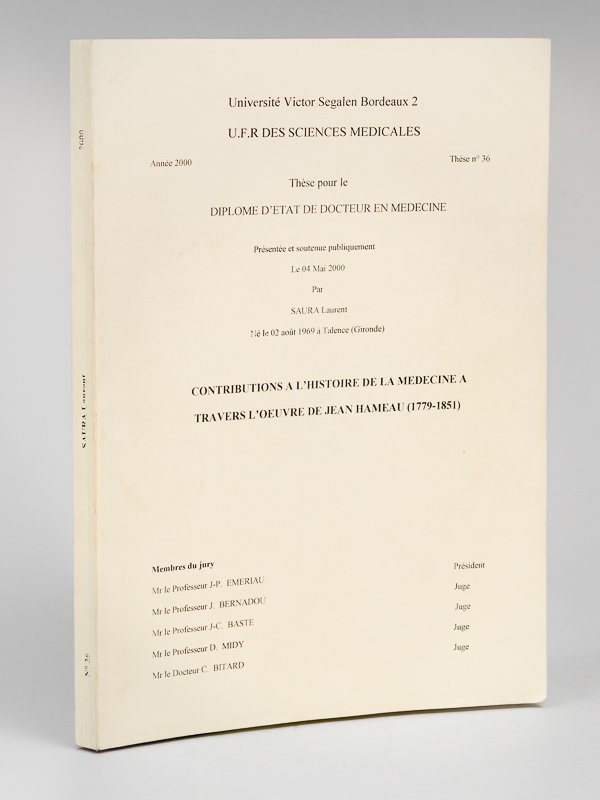 Université Victor Segalen Bordeaux 2
U.F.R DES SCIENCES MEDICALES
Année 2000 Thèse n° 36
Thèse pour le
DIPLOME D'ETAT DE DOCTEUR EN MEDECINE
Présentée et soutenue publiquement
Le 04 Mai 2000
Par
SAURA Laurent
Né le 02 août 1969 à Talence (Gironde)
CONTRIBUTIONS A L'HISTOIRE DE LA MEDECINE A
TRAVERS L'OEUVRE DE JEAN HAMEAU (1779-1851)
Membres du jury
Mr le Professeur J-P. EMERIAU Président
Mr le Professeur J. BERNADOU Juge
Mr le Professeur J-C. BASTE Juge
Mr le Professeur D. MIDY Juge
Mr le Docteur C. BITARD Juge
SAURA Laurent
N° 36